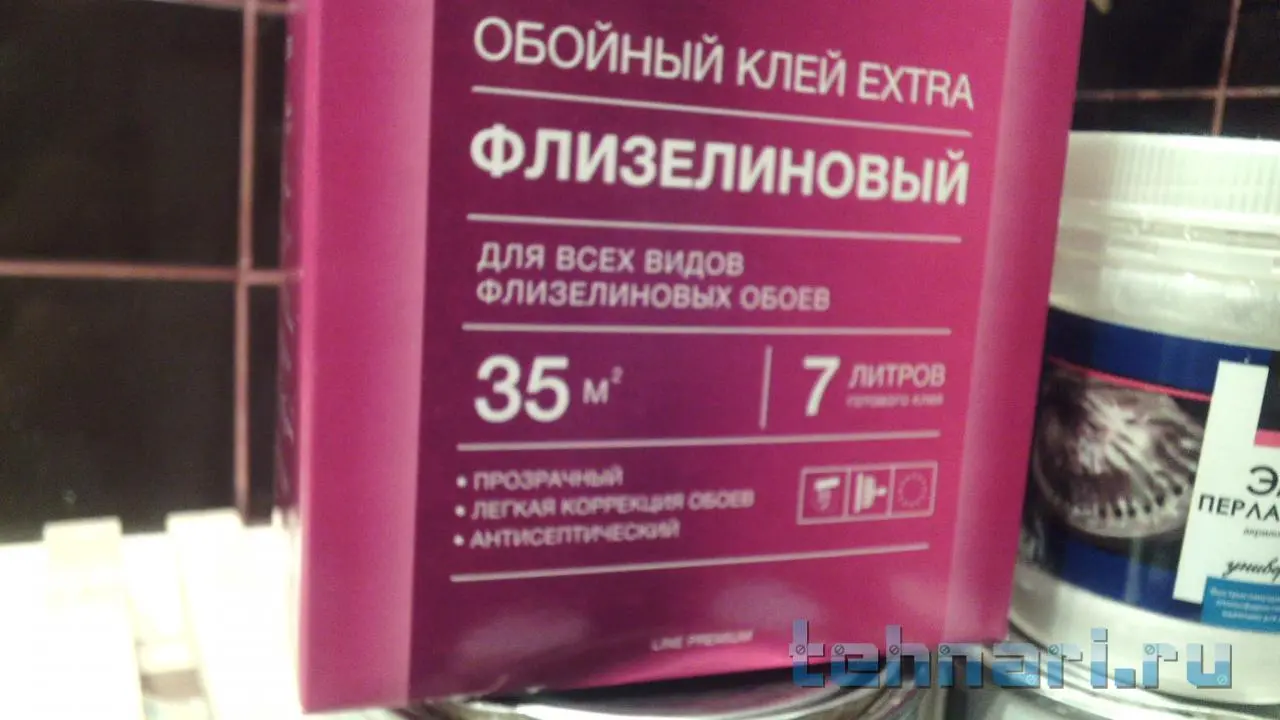 ОБОЙНЫЙ КЛЕЙ EXTRA
ФЛИЗЕЛИНОВЫЙ
ДЛЯ ВСЕХ ВИДОВ
ФЛИЗЕЛИНОВЫХ ОБОЕВ
35 М²
7 ЛИТРОВ
ГОТОВОГО КЛЕЯ
• ПРОЗРАЧНЫЙ
• ЛЕГКАЯ КОРРЕКЦИЯ ОБОЕВ
• АНТИСЕПТИЧЕСКИЙ
LINE PREMIUM
ПЕРЛА
tehnari.ru